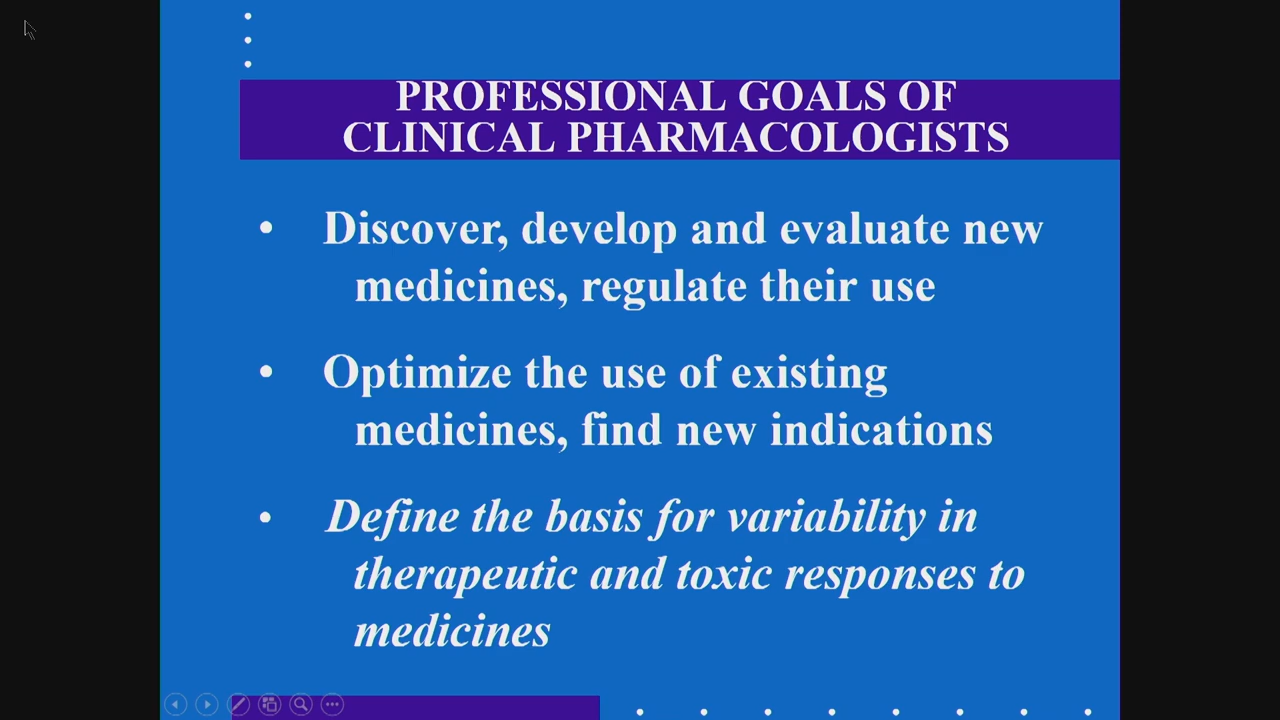 PROFESSIONAL GOALS OF
CLINICAL PHARMACOLOGISTS
• Discover, develop and evaluate new
medicines, regulate their use
• Optimize the use of existing
medicines, find new indications
• Define the basis for variability in
therapeutic and toxic responses to
medicines